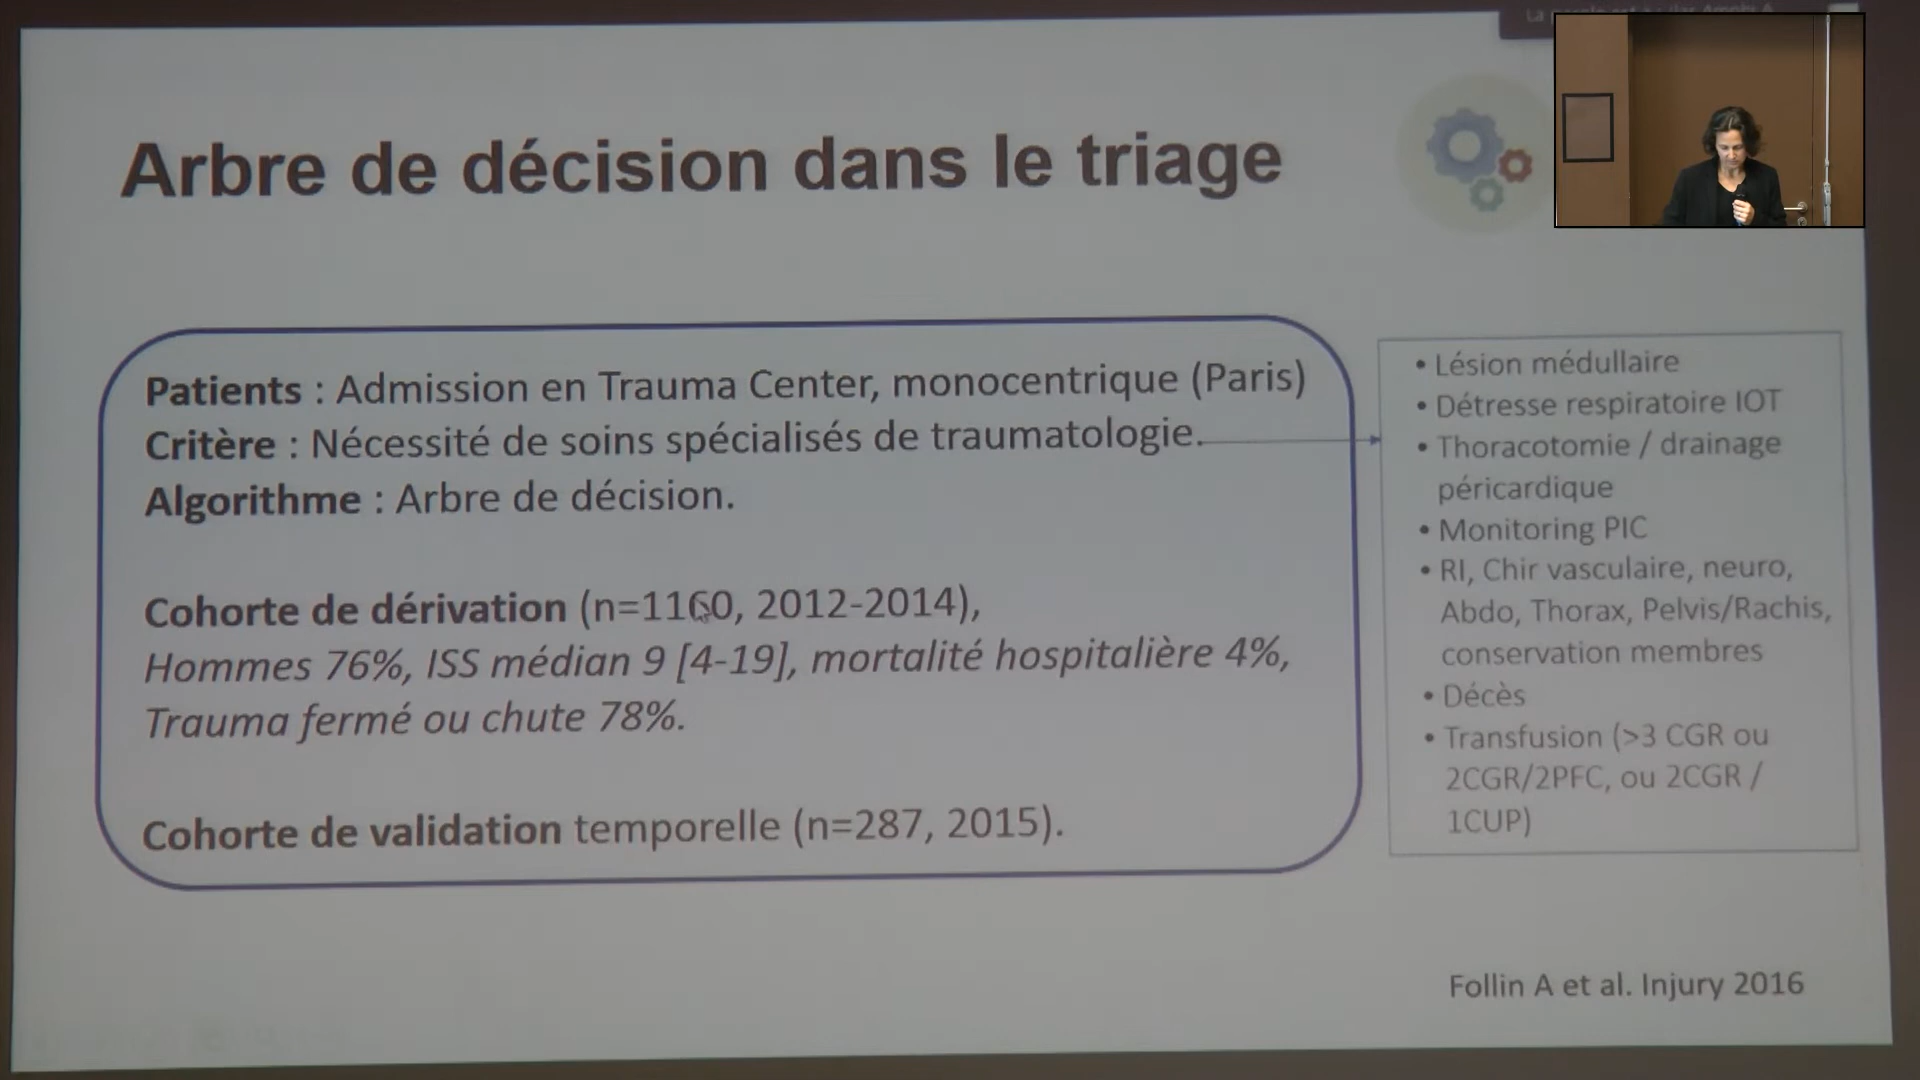 Arbre de décision dans le triage
Patients : Admission en Trauma Center, monocentrique (Paris)
Critère : Nécessité de soins spécialisés de traumatologie.
Algorithme : Arbre de décision.
Cohorte de dérivation (n=1160, 2012-2014),
Hommes 76%, ISS médian 9 [4-19], mortalité hospitalière 4%,
Trauma fermé ou chute 78%.
Cohorte de validation temporelle (n=287, 2015).
• Lésion médullaire
• Détresse respiratoire IOT
• Thoracotomie / drainage
péricardique
• Monitoring PIC
• RI, Chir vasculaire, neuro,
Abdo, Thorax, Pelvis/Rachis,
conservation membres
• Décès
• Transfusion (>3 CGR ou
2CGR/2PFC, ou 2CGR /
1CUP)
Follin A et al. Injury 2016